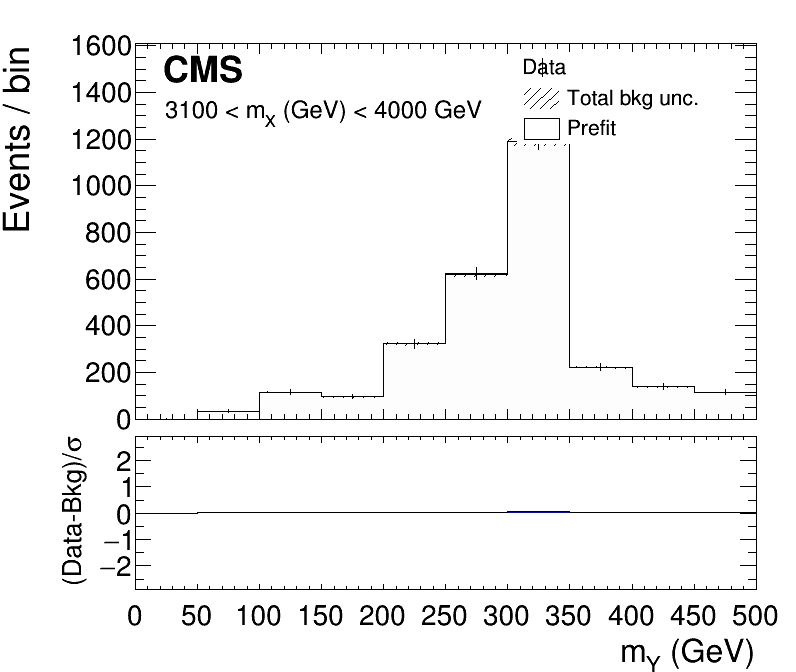 Events / bin
1600
1400
1200
1000
800
600
400
200
0
CMS
3100 < m_X (GeV) < 4000 GeV
Data
Total bkg unc.
Prefit
(Data-Bkg)/σ
2
1
0
−1
−2
0 50 100 150 200 250 300 350 400 450 500
m_Y (GeV)